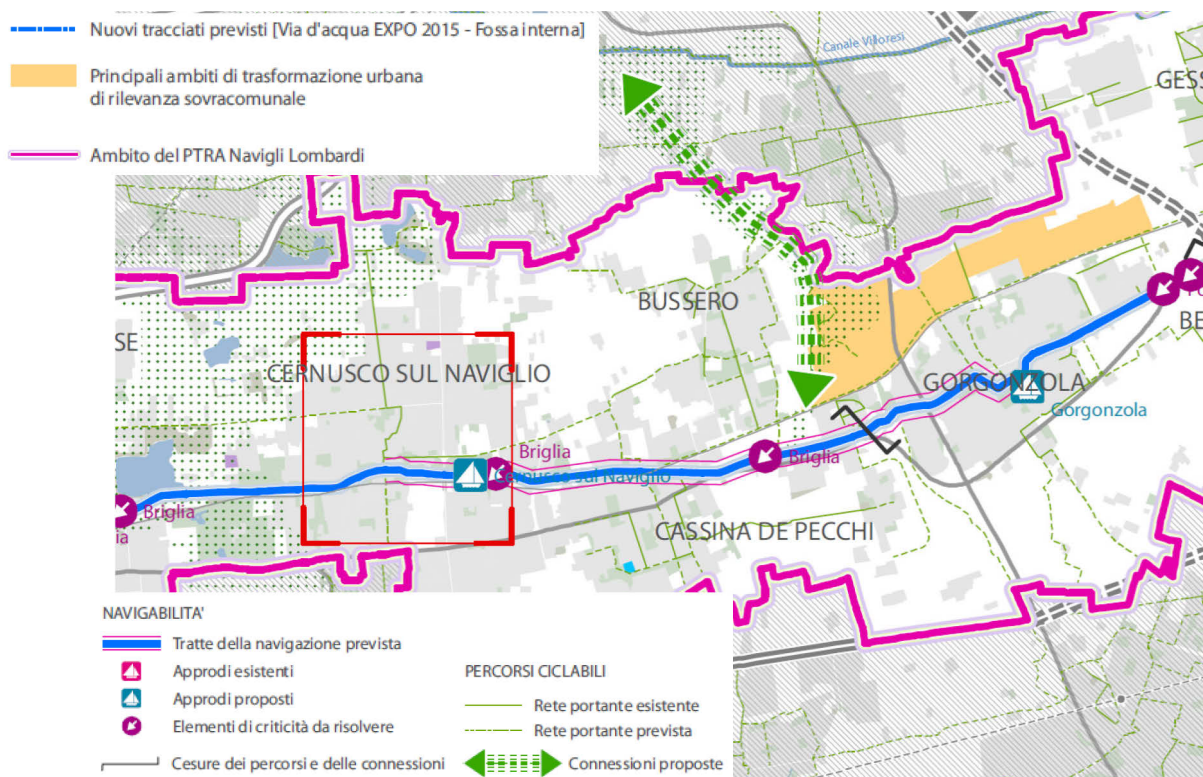 Nuovi tracciati previsti [Via d'acqua EXPO 2015 - Fossa interna]
Principali ambiti di trasformazione urbana
di rilevanza sovracomunale
Ambito del PTRA Navigli Lombardi
Canale Villoresi
GESS
BUSSERO
SE
CERNUSCO SUL NAVIGLIO
GORGONZOLA
BE
Gorgonzola
Briglia
Cernusco sul Naviglio
Briglia
Briglia
ia
CASSINA DE PECCHI
NAVIGABILITA'
Tratte della navigazione prevista
Approdi esistenti
Approdi proposti
Elementi di criticità da risolvere
Cesure dei percorsi e delle connessioni
PERCORSI CICLABILI
Rete portante esistente
Rete portante prevista
Connessioni proposte